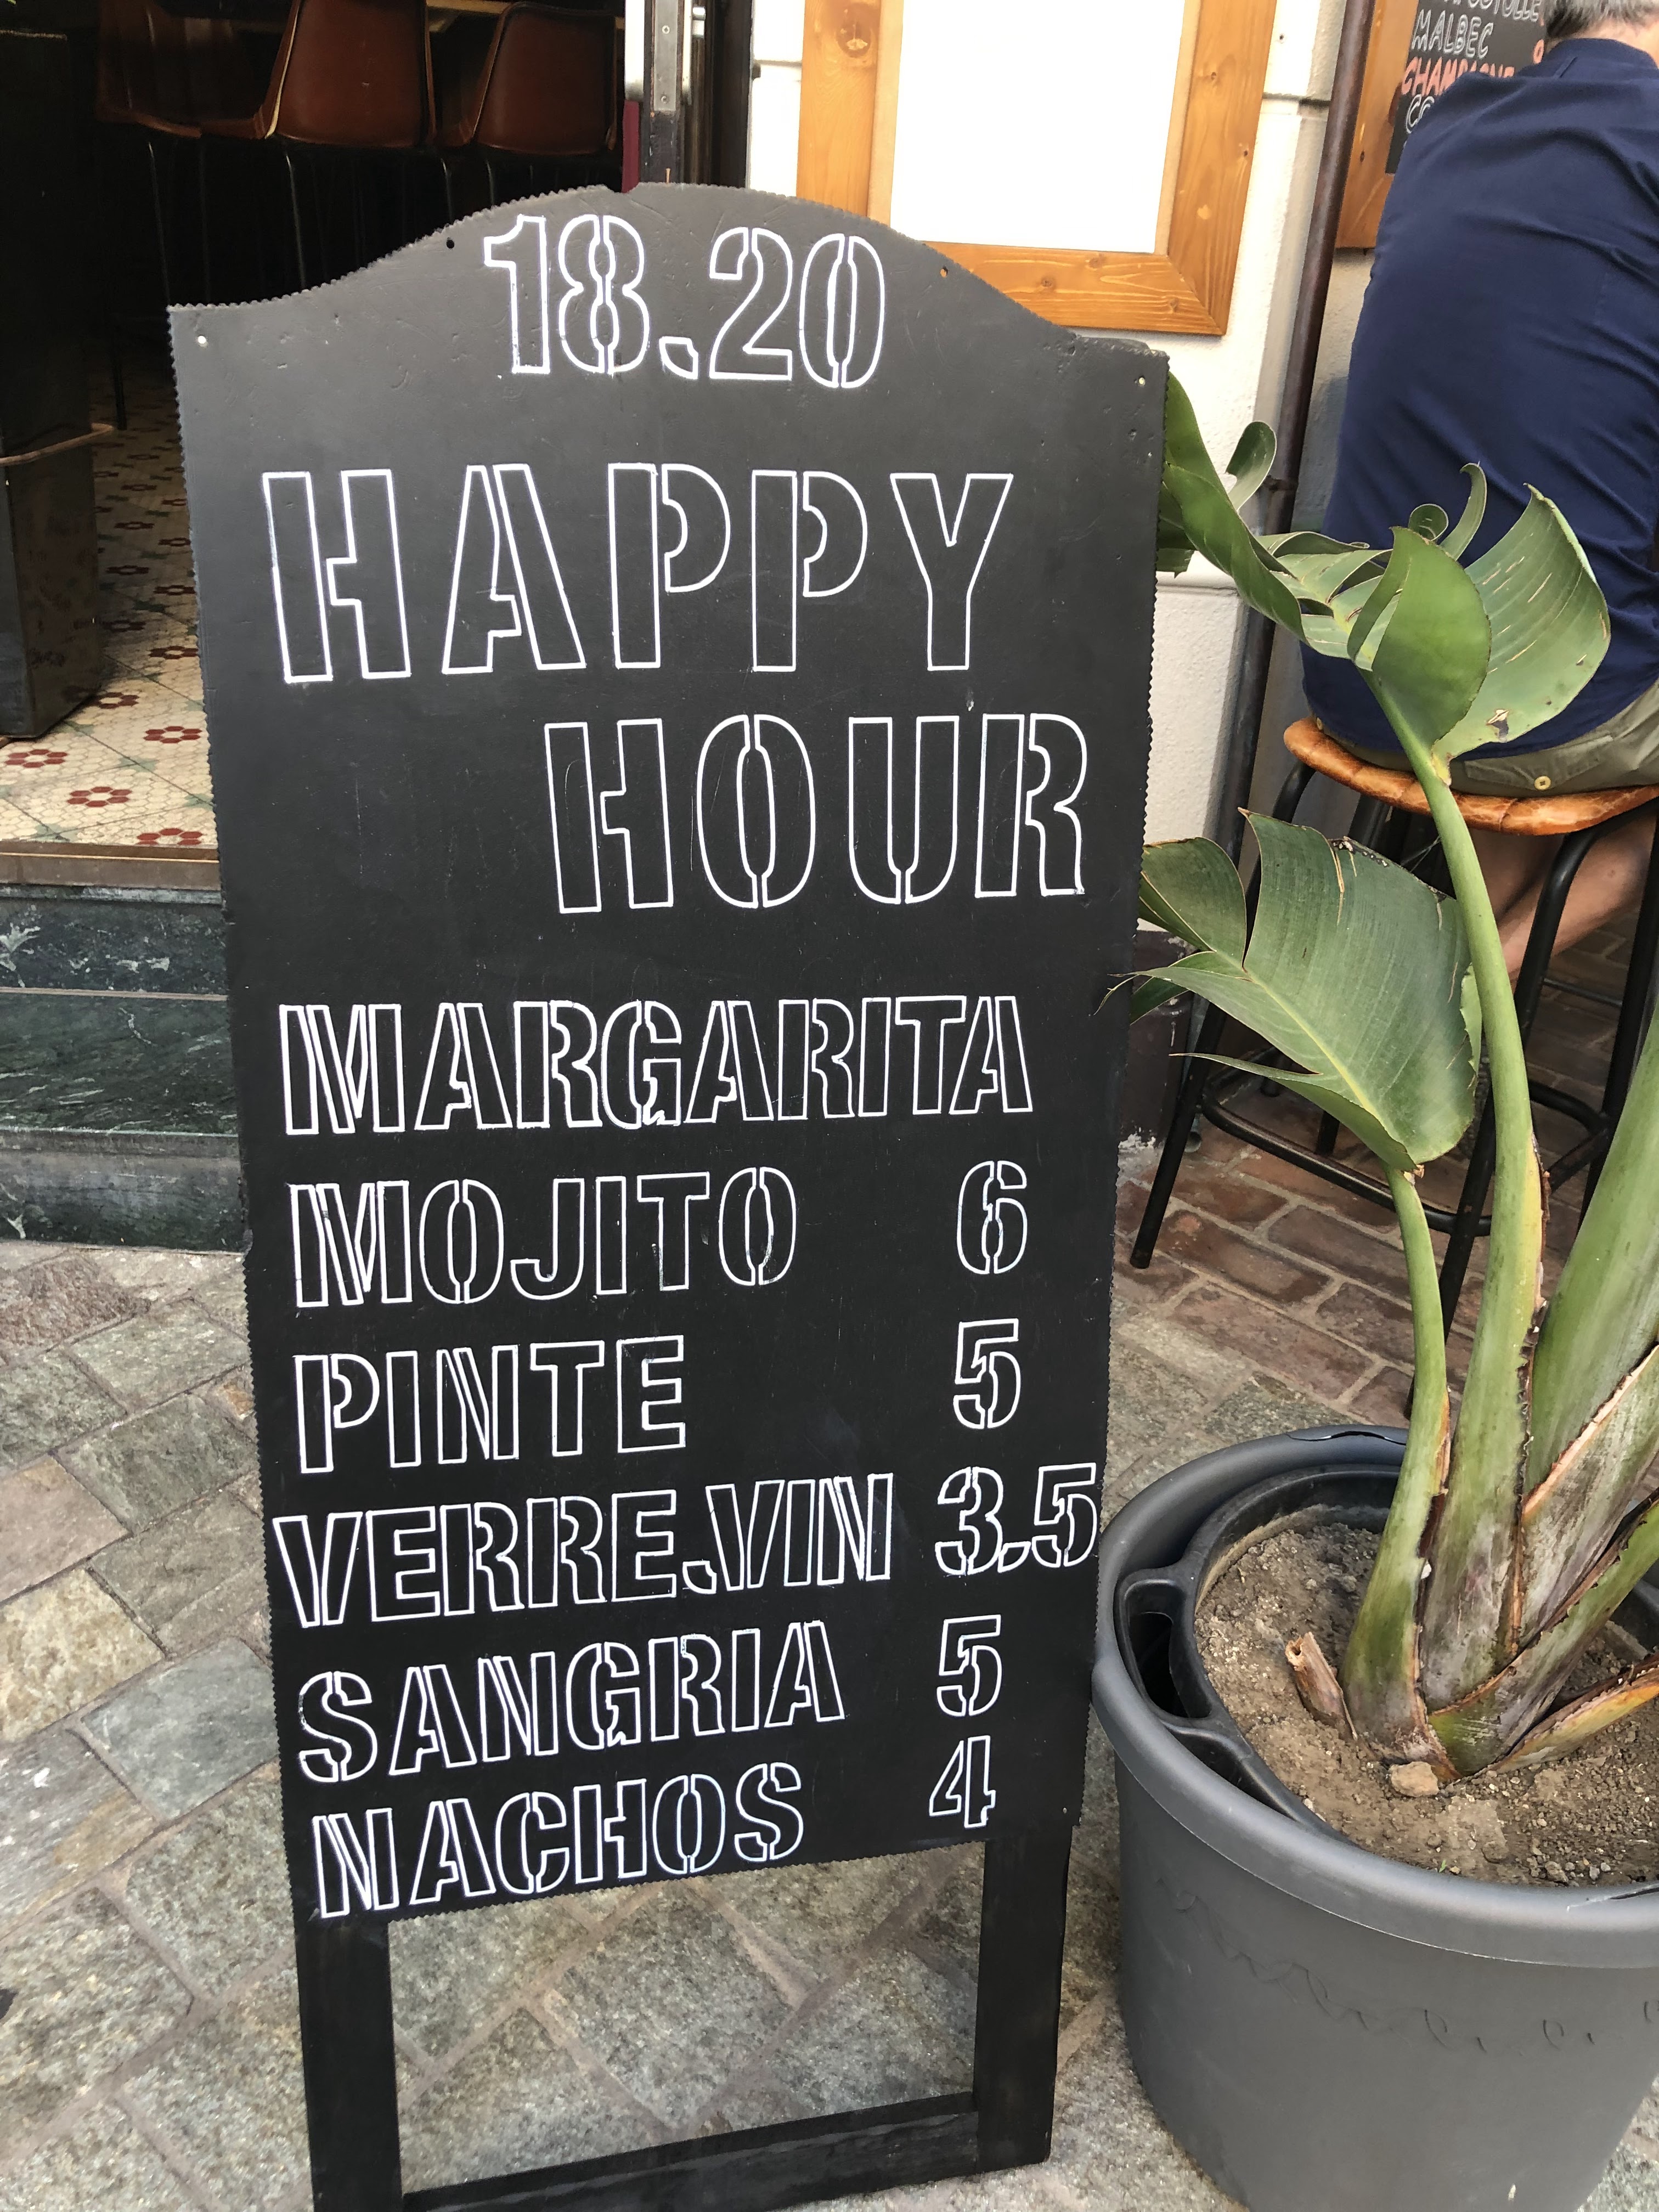 18.20
HAPPY
HOUR
MARGARITA
MOJITO 6
PINTE 5
VERRE.VIN 3.5
SANGRIA 5
NACHOS 4
MALBEC